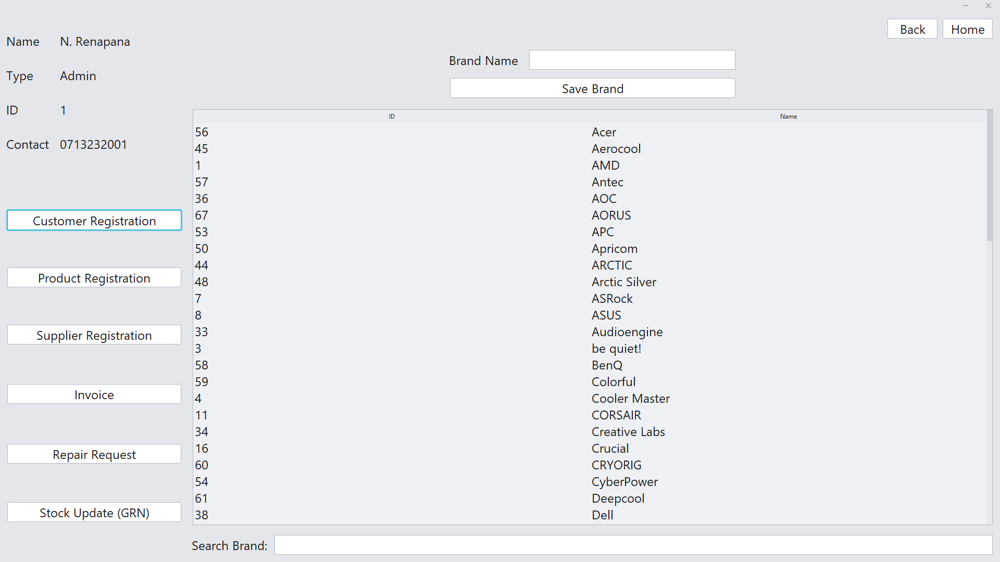 Back Home
Name N. Renapana
Brand Name
Type Admin
Save Brand
ID 1
Contact 0713232001
ID Name
56 Acer
45 Aerocool
1 AMD
57 Antec
36 AOC
67 AORUS
53 APC
50 Apricom
44 ARCTIC
48 Arctic Silver
7 ASRock
8 ASUS
33 Audioengine
3 be quiet!
58 BenQ
59 Colorful
4 Cooler Master
11 CORSAIR
34 Creative Labs
16 Crucial
60 CRYORIG
54 CyberPower
61 Deepcool
38 Dell
Customer Registration
Product Registration
Supplier Registration
Invoice
Repair Request
Stock Update (GRN)
Search Brand: